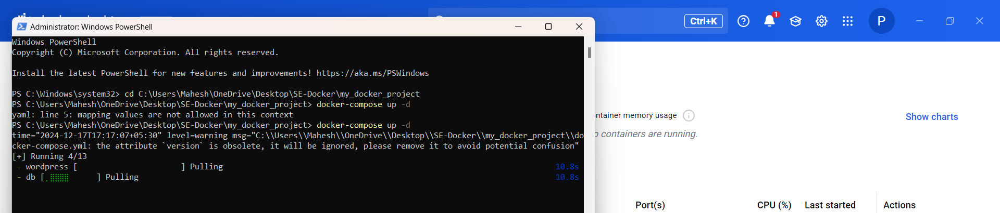 Ctrl+K
1
P
Administrator: Windows PowerShell
Windows PowerShell
Copyright (C) Microsoft Corporation. All rights reserved.
Install the latest PowerShell for new features and improvements! https://aka.ms/PSWindows
PS C:\Windows\system32> cd C:\Users\Mahesh\OneDrive\Desktop\SE-Docker\my_docker_project
PS C:\Users\Mahesh\OneDrive\Desktop\SE-Docker\my_docker_project> docker-compose up -d
yaml: line 5: mapping values are not allowed in this context
PS C:\Users\Mahesh\OneDrive\Desktop\SE-Docker\my_docker_project> docker-compose up -d
time="2024-12-17T17:17:07+05:30" level=warning msg="C:\\Users\\Mahesh\\OneDrive\\Desktop\\SE-Docker\\my_docker_project\\do
cker-compose.yml: the attribute `version` is obsolete, it will be ignored, please remove it to avoid potential confusion"
[+] Running 4/13
- wordpress [ ] Pulling 10.8s
- db [.⣿⣿⣿⣿ ] Pulling 10.8s
ntainer memory usage
Show charts
containers are running.
Port(s) CPU (%) Last started Actions